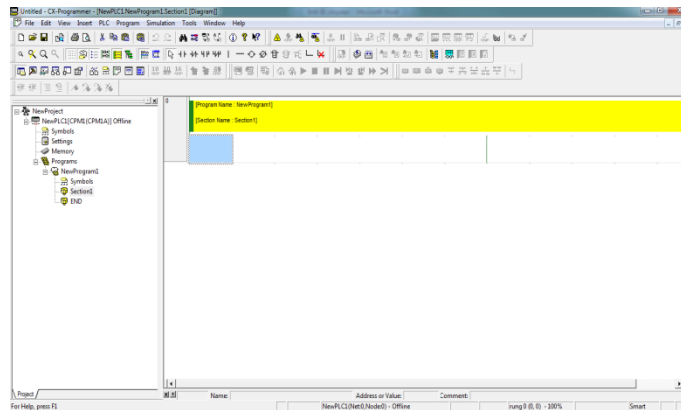 Untitled - CX-Programmer - [NewPLC1.NewProgram1.Section1 [Diagram]]
File Edit View Insert PLC Program Simulation Tools Window Help
0
[Program Name : NewProgram1]
[Section Name : Section1]
NewProject
NewPLC1[CPM1(CPM1A)] Offline
Symbols
Settings
Memory
Programs
NewProgram1
Symbols
Section1
END
Project
Name: Address or Value: Comment:
For Help, press F1 NewPLC1(Net:0,Node:0) - Offline rung 0 (0, 0) - 100% Smart